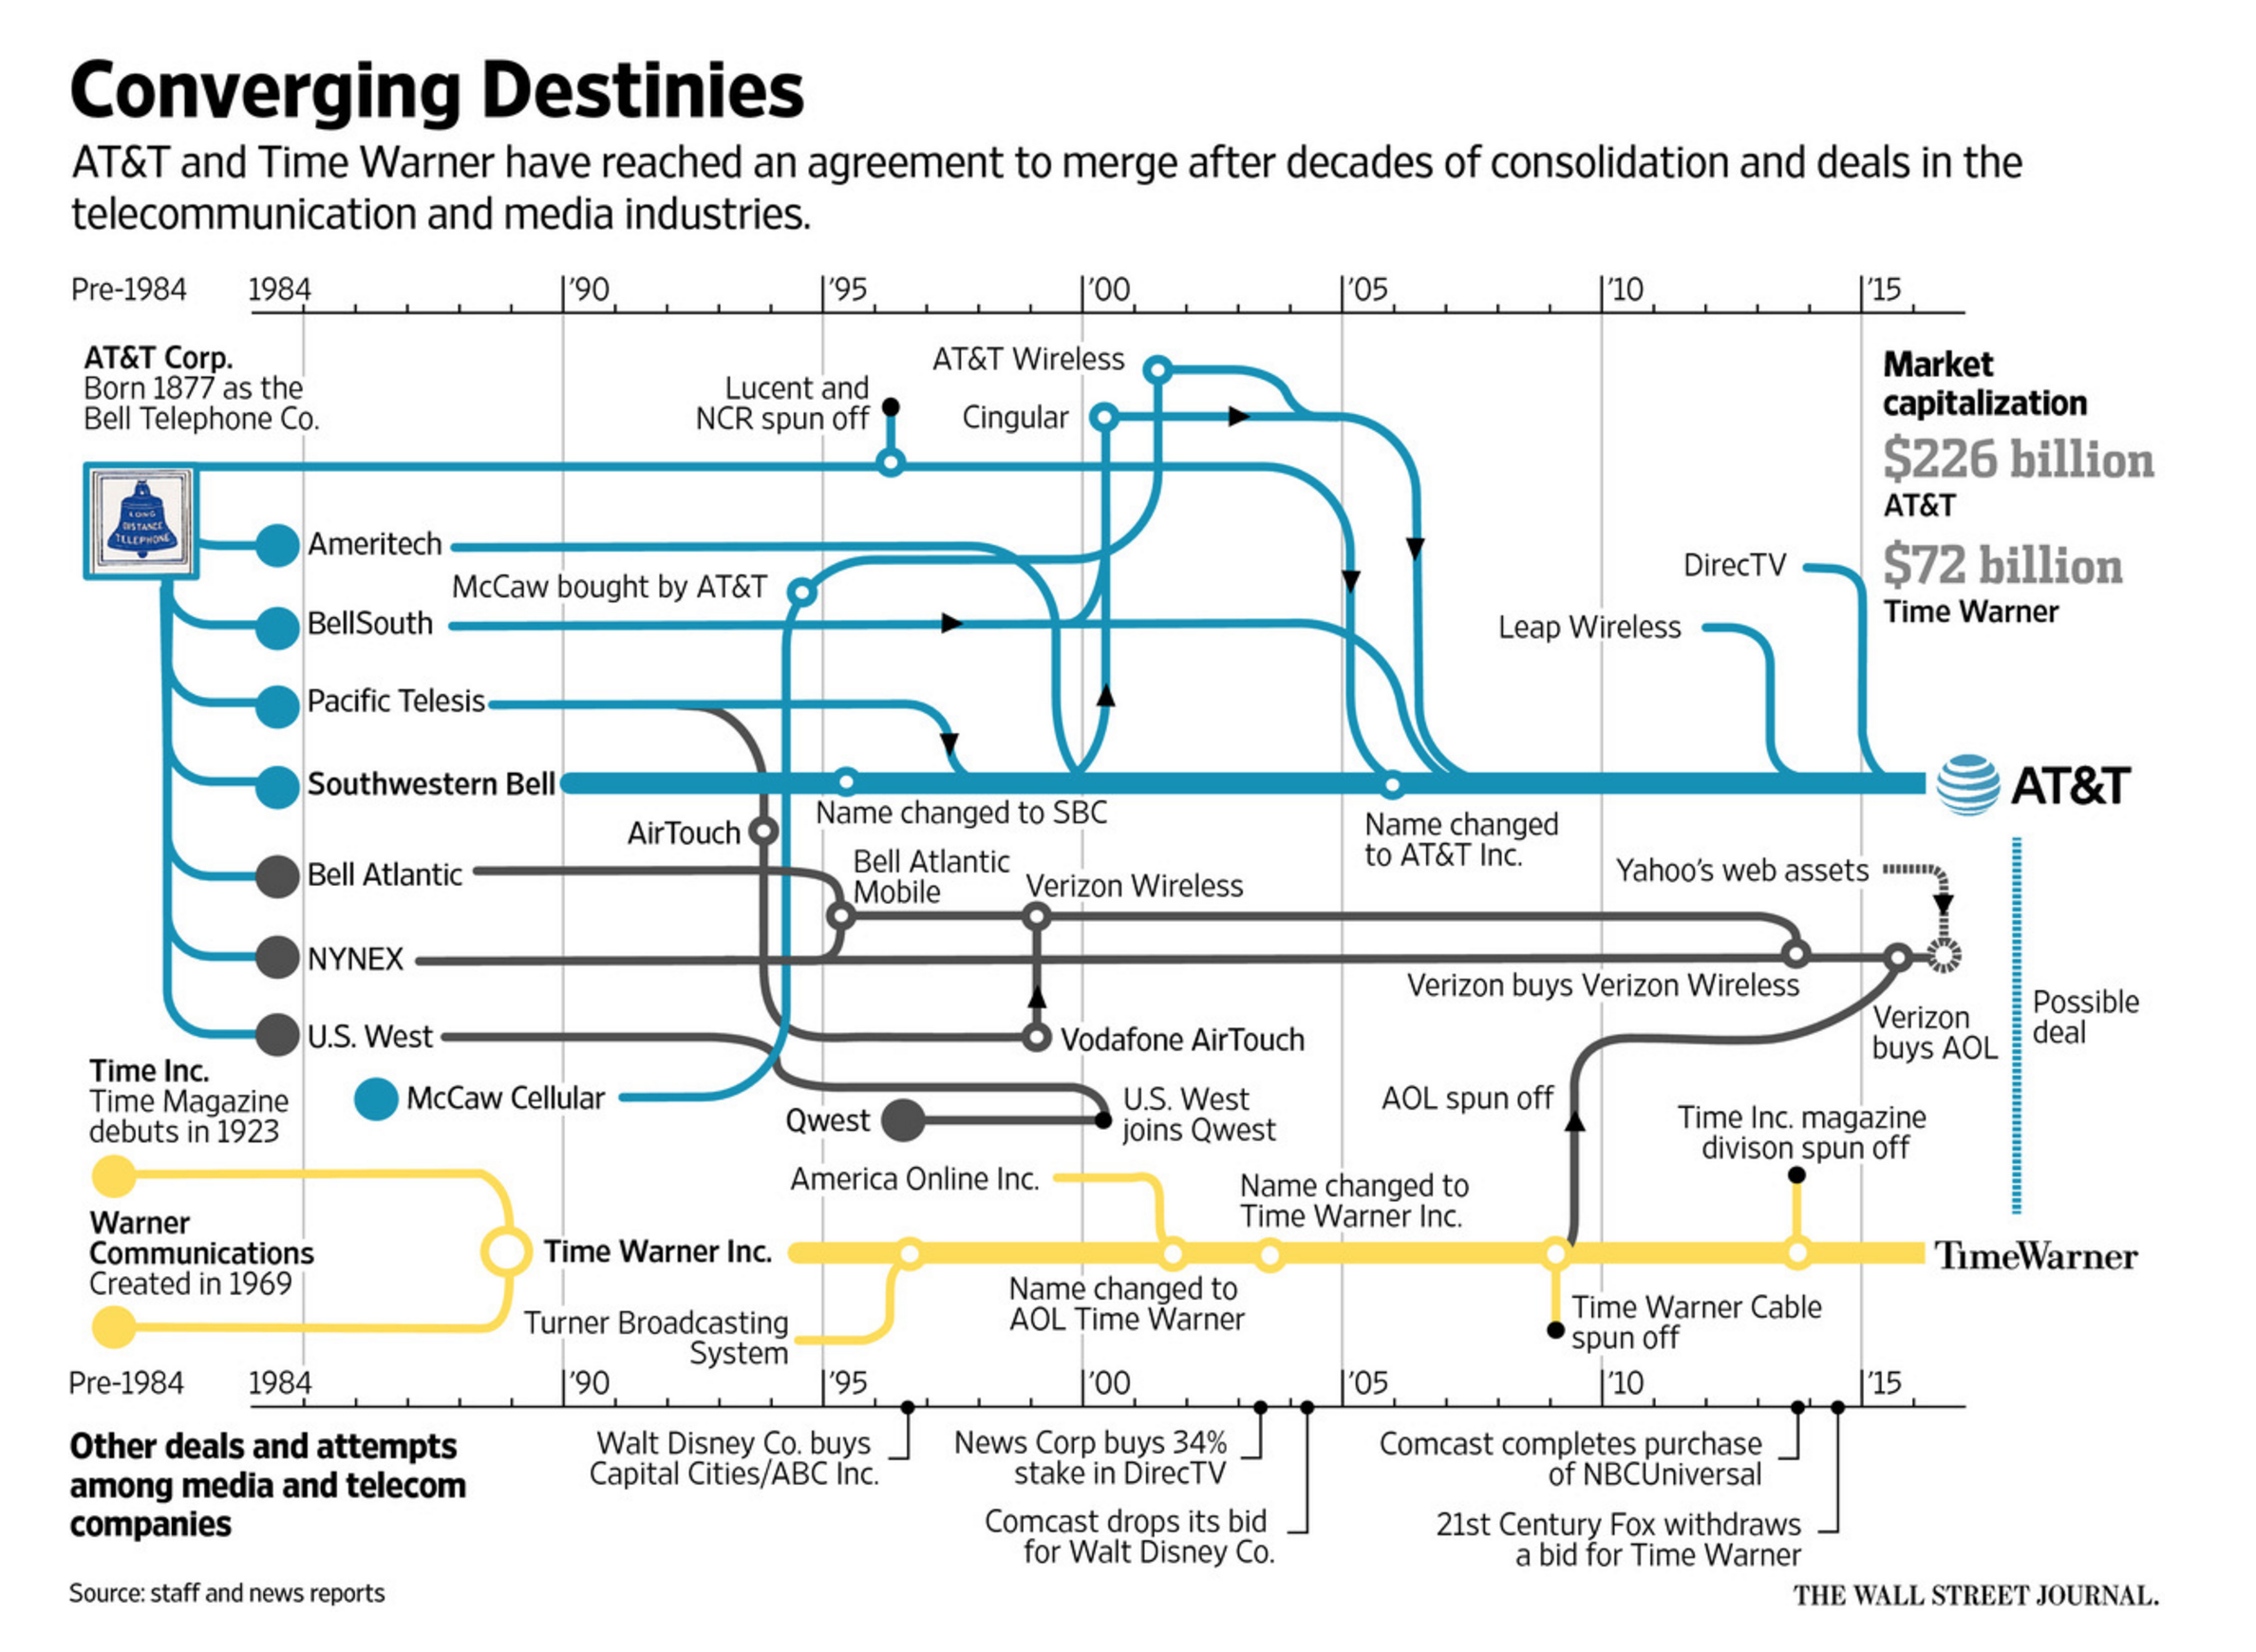 Converging Destinies
AT&T and Time Warner have reached an agreement to merge after decades of consolidation and deals in the
telecommunication and media industries.
Pre-1984
1984
'90
'95
'00
'05
'10
'15
AT&T Corp.
Born 1877 as the
Bell Telephone Co.
LONG
DISTANCE
TELEPHONE
Lucent and
NCR spun off
AT&T Wireless
Cingular
Market
capitalization
$226 billion
AT&T
$72 billion
Time Warner
Ameritech
McCaw bought by AT&T
BellSouth
DirecTV
Leap Wireless
Pacific Telesis
Southwestern Bell
Name changed to SBC
AT&T
AirTouch
Name changed
to AT&T Inc.
Bell Atlantic
Bell Atlantic
Mobile
Verizon Wireless
Yahoo's web assets
NYNEX
Verizon buys Verizon Wireless
Verizon
buys AOL
Possible
deal
U.S. West
Vodafone AirTouch
McCaw Cellular
Qwest
U.S. West
joins Qwest
AOL spun off
Time Inc. magazine
divison spun off
Time Inc.
Time Magazine
debuts in 1923
America Online Inc.
Name changed to
Time Warner Inc.
Warner
Communications
Created in 1969
Time Warner Inc.
TimeWarner
Turner Broadcasting
System
Name changed to
AOL Time Warner
Time Warner Cable
spun off
Pre-1984
1984
'90
'95
'00
'05
'10
'15
Other deals and attempts
among media and telecom
companies
Walt Disney Co. buys
Capital Cities/ABC Inc.
News Corp buys 34%
stake in DirecTV
Comcast drops its bid
for Walt Disney Co.
Comcast completes purchase
of NBCUniversal
21st Century Fox withdraws
a bid for Time Warner
Source: staff and news reports
THE WALL STREET JOURNAL.